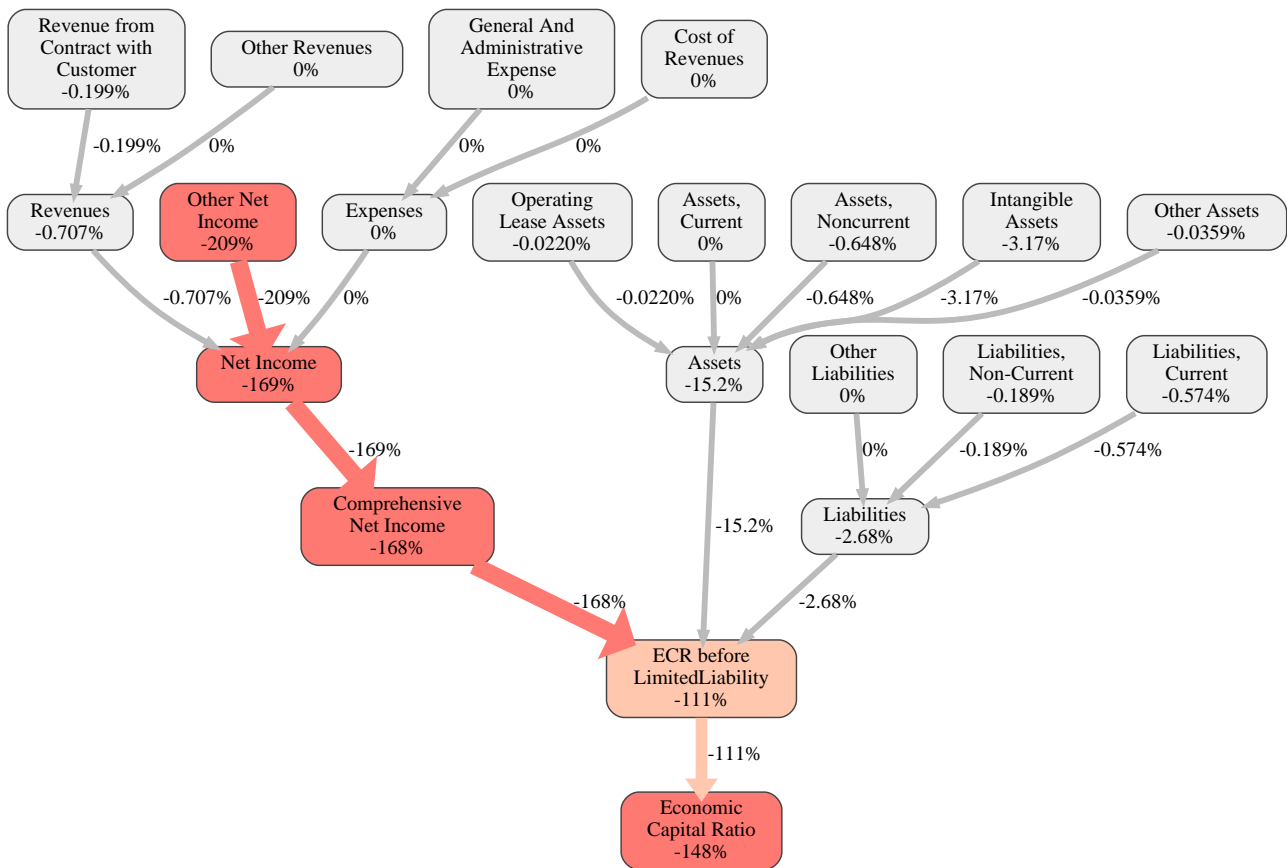 Revenue from
Contract with
Customer
-0.199%
Other Revenues
0%
General And
Administrative
Expense
0%
Cost of
Revenues
0%
-0.199%
0%
0%
0%
Revenues
-0.707%
Other Net
Income
-209%
Expenses
0%
Operating
Lease Assets
-0.0220%
Assets,
Current
0%
Assets,
Noncurrent
-0.648%
Intangible
Assets
-3.17%
Other Assets
-0.0359%
-0.707%
-209%
0%
-0.0220%
0%
-0.648%
-3.17%
-0.0359%
Net Income
-169%
Assets
-15.2%
Other
Liabilities
0%
Liabilities,
Non-Current
-0.189%
Liabilities,
Current
-0.574%
-169%
0%
-0.189%
-0.574%
Comprehensive
Net Income
-168%
-15.2%
Liabilities
-2.68%
-168%
-2.68%
ECR before
LimitedLiability
-111%
-111%
Economic
Capital Ratio
-148%